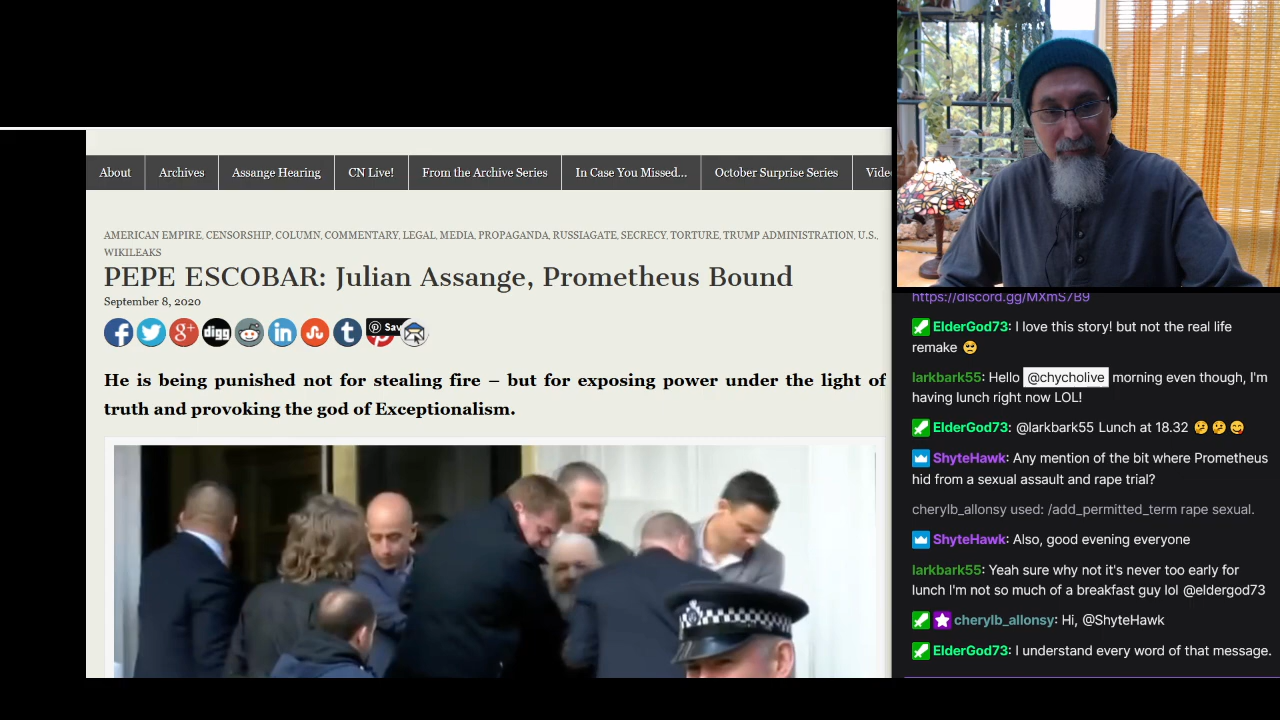 About
Archives
Assange Hearing
CN Live!
From the Archive Series
In Case You Missed...
October Surprise Series
AMERICAN EMPIRE, CENSORSHIP, COLUMN, COMMENTARY, LEGAL, MEDIA, PROPAGANDA, RUSSIAGATE, SECRECY, TORTURE, TRUMP ADMINISTRATION, U.S.,
WIKILEAKS
PEPE ESCOBAR: Julian Assange, Prometheus Bound
September 8, 2020
digg
in
Sav
He is being punished not for stealing fire – but for exposing power under the light of
truth and provoking the god of Exceptionalism.
https://discord.gg/MXmS7B9
ElderGod73: I love this story! but not the real life
remake 🥺
larkbark55: Hello @chycholive morning even though, I'm
having lunch right now LOL!
ElderGod73: @larkbark55 Lunch at 18.32 🤔 🤔 😋
ShyteHawk: Any mention of the bit where Prometheus
hid from a sexual assault and rape trial?
cherylb_allonsy used: /add_permitted_term rape sexual.
ShyteHawk: Also, good evening everyone
larkbark55: Yeah sure why not it's never too early for
lunch I'm not so much of a breakfast guy lol @eldergod73
cherylb_allonsy: Hi, @ShyteHawk
ElderGod73: I understand every word of that message.